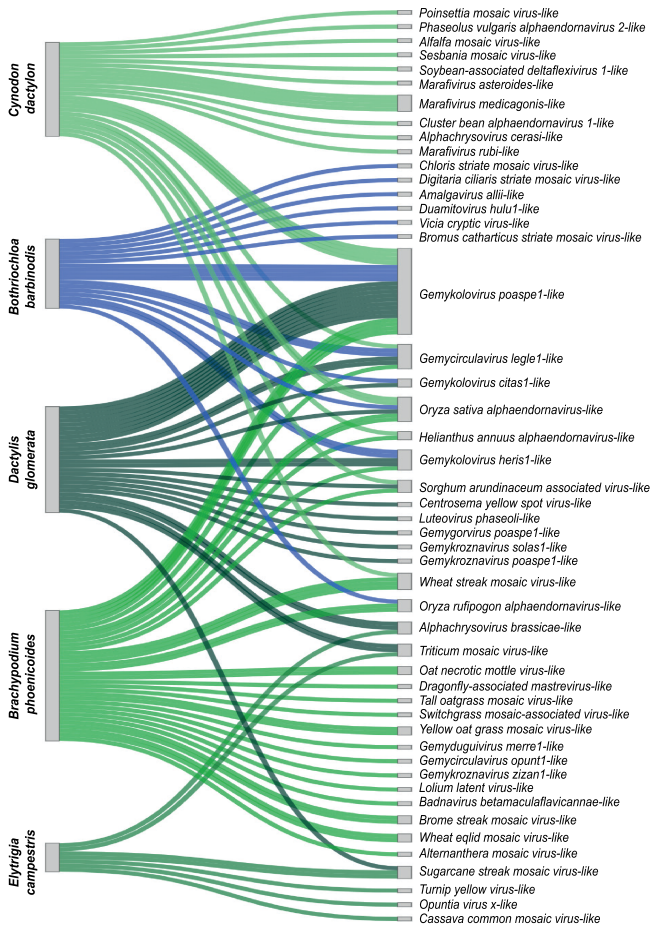 Cynodon
dactylon
Bothriochloa
barbinodis
Dactylis
glomerata
Brachypodium
phoenicoides
Elytrigia
campestris
Poinsettia mosaic virus-like
Phaseolus vulgaris alphaendornavirus 2-like
Alfalfa mosaic virus-like
Sesbania mosaic virus-like
Soybean-associated deltaflexivirus 1-like
Marafivirus asteroides-like
Marafivirus medicagonis-like
Cluster bean alphaendornavirus 1-like
Alphachrysovirus cerasi-like
Marafivirus rubi-like
Chloris striate mosaic virus-like
Digitaria ciliaris striate mosaic virus-like
Amalgavirus allii-like
Duamitovirus hulu1-like
Vicia cryptic virus-like
Bromus catharticus striate mosaic virus-like
Gemykolovirus poaspe1-like
Gemycirculavirus legle1-like
Gemykolovirus citas1-like
Oryza sativa alphaendornavirus-like
Helianthus annuus alphaendornavirus-like
Gemykolovirus heris1-like
Sorghum arundinaceum associated virus-like
Centrosema yellow spot virus-like
Luteovirus phaseoli-like
Gemygorvirus poaspe1-like
Gemykroznavirus solas1-like
Gemykroznavirus poaspe1-like
Wheat streak mosaic virus-like
Oryza rufipogon alphaendornavirus-like
Alphachrysovirus brassicae-like
Triticum mosaic virus-like
Oat necrotic mottle virus-like
Dragonfly-associated mastrevirus-like
Tall oatgrass mosaic virus-like
Switchgrass mosaic-associated virus-like
Yellow oat grass mosaic virus-like
Gemyduguivirus merre1-like
Gemycirculavirus opunt1-like
Gemykroznavirus zizan1-like
Lolium latent virus-like
Badnavirus betamaculaflavicannae-like
Brome streak mosaic virus-like
Wheat eqlid mosaic virus-like
Alternanthera mosaic virus-like
Sugarcane streak mosaic virus-like
Turnip yellow virus-like
Opuntia virus x-like
Cassava common mosaic virus-like